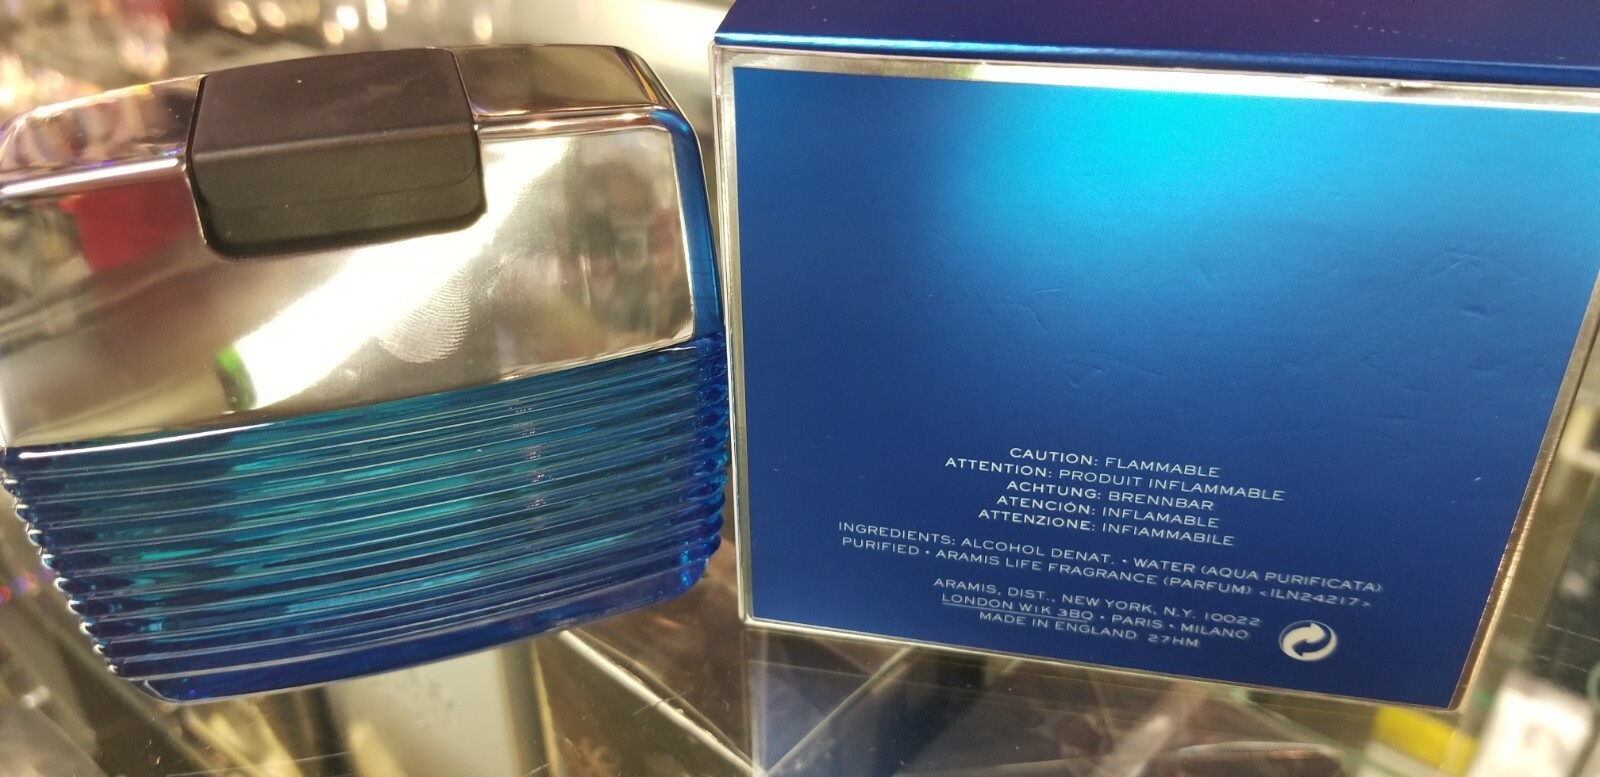 CAUTION: FLAMMABLE
ATTENTION: PRODUIT INFLAMMABLE
ACHTUNG: BRENNBAR
ATENCIÓN: INFLAMABLE
ATTENZIONE: INFIAMMABILE
INGREDIENTS: ALCOHOL DENAT. • WATER (AQUA PURIFICATA)
PURIFIED • ARAMIS LIFE FRAGRANCE (PARFUM) <ILN24217>
ARAMIS, DIST., NEW YORK, N.Y. 10022
LONDON W1K 3BQ • PARIS • MILANO
MADE IN ENGLAND 27HM